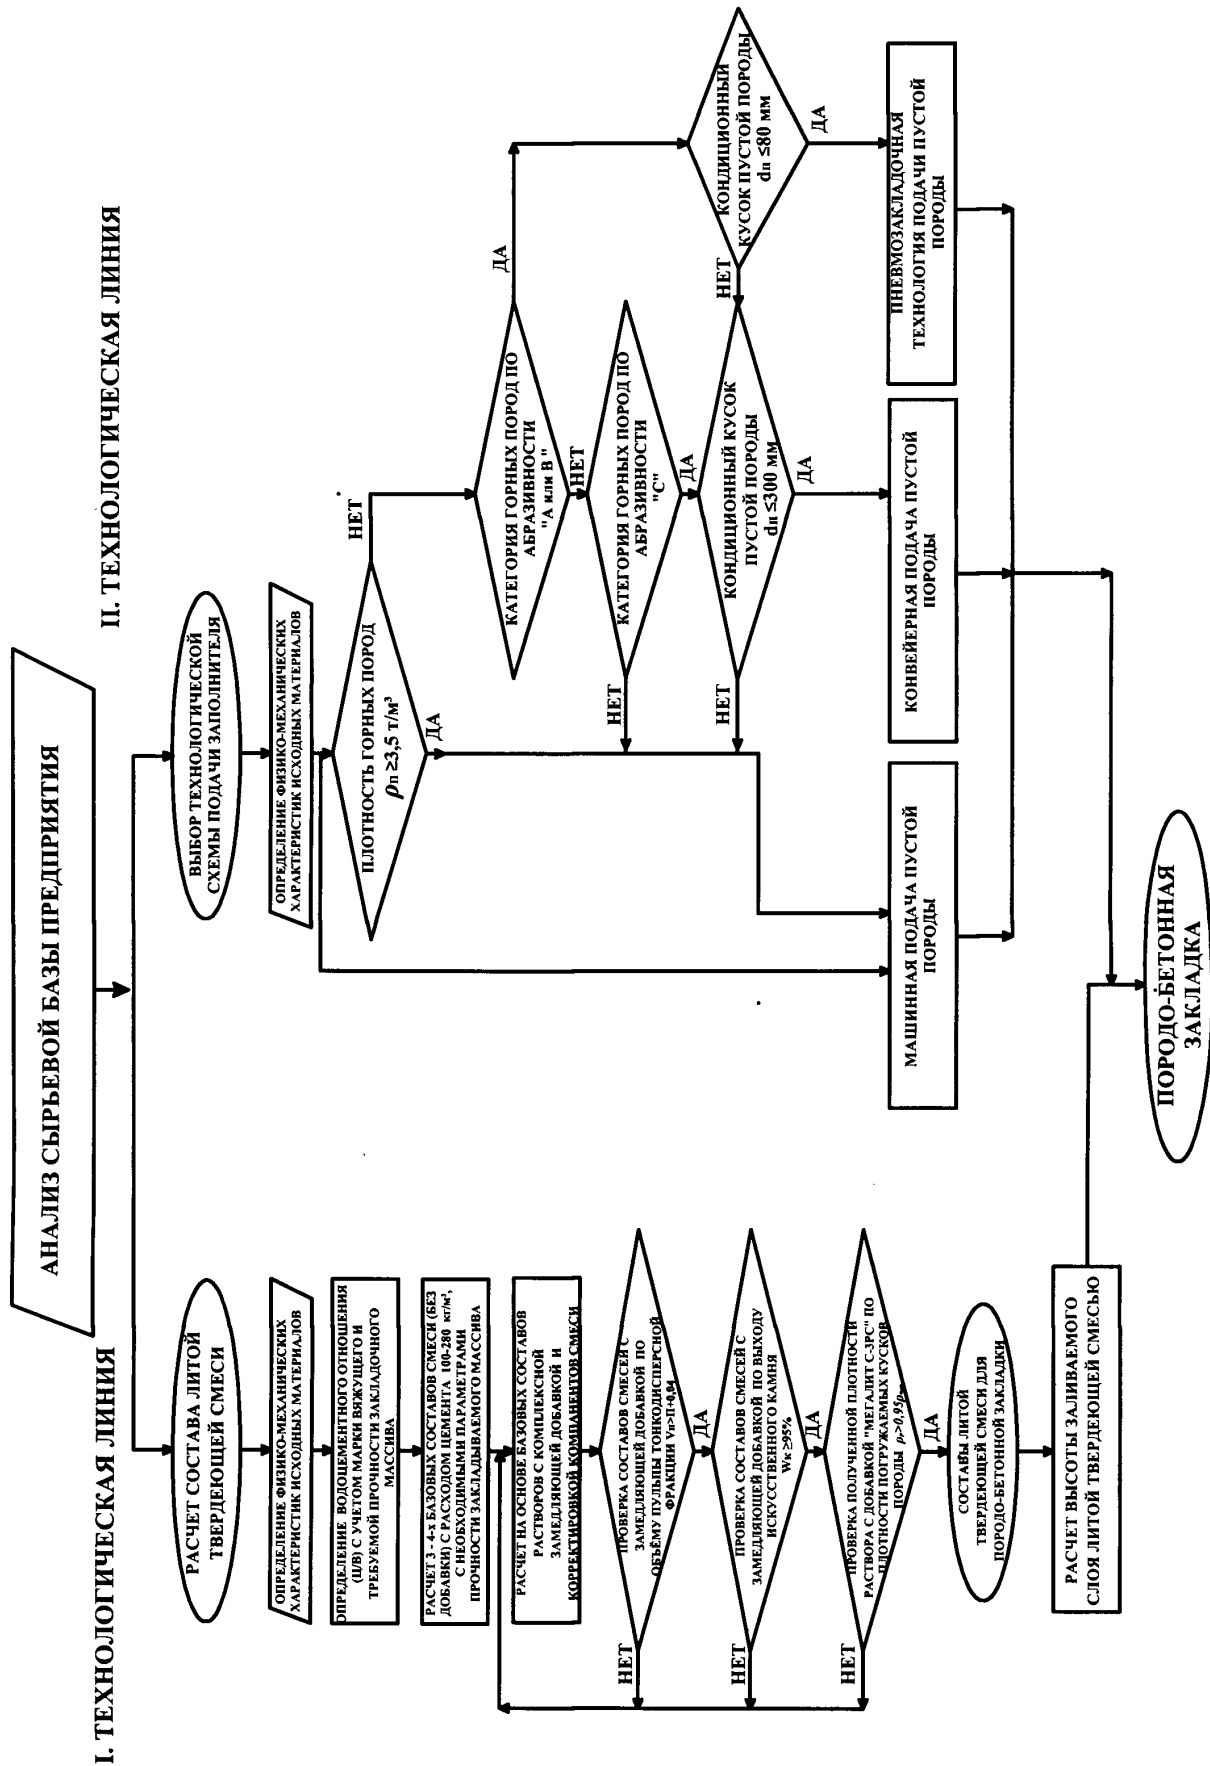 АНАЛИЗ СЫРЬЕВОЙ БАЗЫ ПРЕДПРИЯТИЯ
I. ТЕХНОЛОГИЧЕСКАЯ ЛИНИЯ
РАСЧЕТ СОСТАВА ЛИТОЙ
ТВЕРДЕЮЩЕЙ СМЕСИ
ОПРЕДЕЛЕНИЕ ФИЗИКО-МЕХАНИЧЕСКИХ
ХАРАКТЕРИСТИК ИСХОДНЫХ МАТЕРИАЛОВ
ОПРЕДЕЛЕНИЕ ВОДОЦЕМЕНТНОГО ОТНОШЕНИЯ
(Ц/В) С УЧЕТОМ МАРКИ ВЯЖУЩЕГО И
ТРЕБУЕМОЙ ПРОЧНОСТИ ЗАКЛАДОЧНОГО
МАССИВА
РАСЧЕТ 3 - 4-х БАЗОВЫХ СОСТАВОВ СМЕСИ (БЕЗ
ДОБАВКИ) С РАСХОДОМ ЦЕМЕНТА 100-280 кг/м³,
С НЕОБХОДИМЫМИ ПАРАМЕТРАМИ
ПРОЧНОСТИ ЗАКЛАДЫВАЕМОГО МАССИВА
РАСЧЕТ НА ОСНОВЕ БАЗОВЫХ СОСТАВОВ
РАСТВОРОВ С КОМПЛЕКСНОЙ
ЗАМЕДЛЯЮЩЕЙ ДОБАВКОЙ И
КОРРЕКТИРОВКОЙ КОМПАНЕНТОВ СМЕСИ
ПРОВЕРКА СОСТАВОВ СМЕСЕЙ С
ЗАМЕДЛЯЮЩЕЙ ДОБАВКОЙ ПО
ОБЪЁМУ ПУЛЬПЫ ТОНКОДИСПЕРСНОЙ
ФРАКЦИИ Vп>П+0,04
НЕТ
ДА
ПРОВЕРКА СОСТАВОВ СМЕСЕЙ С
ЗАМЕДЛЯЮЩЕЙ ДОБАВКОЙ ПО ВЫХОДУ
ИСКУССТВЕННОГО КАМНЯ
Wк ≥95%
НЕТ
ДА
ПРОВЕРКА ПОЛУЧЕННОЙ ПЛОТНОСТИ
РАСТВОРА С ДОБАВКОЙ "МЕГАЛИТ С-3РС" ПО
ПЛОТНОСТИ ПОГРУЖАЕМЫХ КУСКОВ
ПОРОДЫ
НЕТ
ДА
СОСТАВЫ ЛИТОЙ
ТВЕРДЕЮЩЕЙ СМЕСИ ДЛЯ
ПОРОДО-БЕТОННОЙ ЗАКЛАДКИ
РАСЧЕТ ВЫСОТЫ ЗАЛИВАЕМОГО
СЛОЯ ЛИТОЙ ТВЕРДЕЮЩЕЙ СМЕСЬЮ
II. ТЕХНОЛОГИЧЕСКАЯ ЛИНИЯ
ВЫБОР ТЕХНОЛОГИЧЕСКОЙ
СХЕМЫ ПОДАЧИ ЗАПОЛНИТЕЛЯ
ОПРЕДЕЛЕНИЕ ФИЗИКО-МЕХАНИЧЕСКИХ
ХАРАКТЕРИСТИК ИСХОДНЫХ МАТЕРИАЛОВ
ПЛОТНОСТЬ ГОРНЫХ ПОРОД
ρп ≥3,5 т/м³
НЕТ
ДА
КАТЕГОРИЯ ГОРНЫХ ПОРОД ПО
АБРАЗИВНОСТИ
"А или В"
ДА
НЕТ
КАТЕГОРИЯ ГОРНЫХ ПОРОД ПО
АБРАЗИВНОСТИ
"С"
НЕТ
ДА
КОНДИЦИОННЫЙ КУСОК
ПУСТОЙ ПОРОДЫ
dп ≤300 мм
НЕТ
ДА
КОНДИЦИОННЫЙ
КУСОК ПУСТОЙ ПОРОДЫ
dп ≤80 мм
НЕТ
ДА
МАШИННАЯ ПОДАЧА ПУСТОЙ
ПОРОДЫ
КОНВЕЙЕРНАЯ ПОДАЧА ПУСТОЙ
ПОРОДЫ
ПНЕВМОЗАКЛАДОЧНАЯ
ТЕХНОЛОГИЯ ПОДАЧИ ПУСТОЙ
ПОРОДЫ
ПОРОДО-БЕТОННАЯ
ЗАКЛАДКА